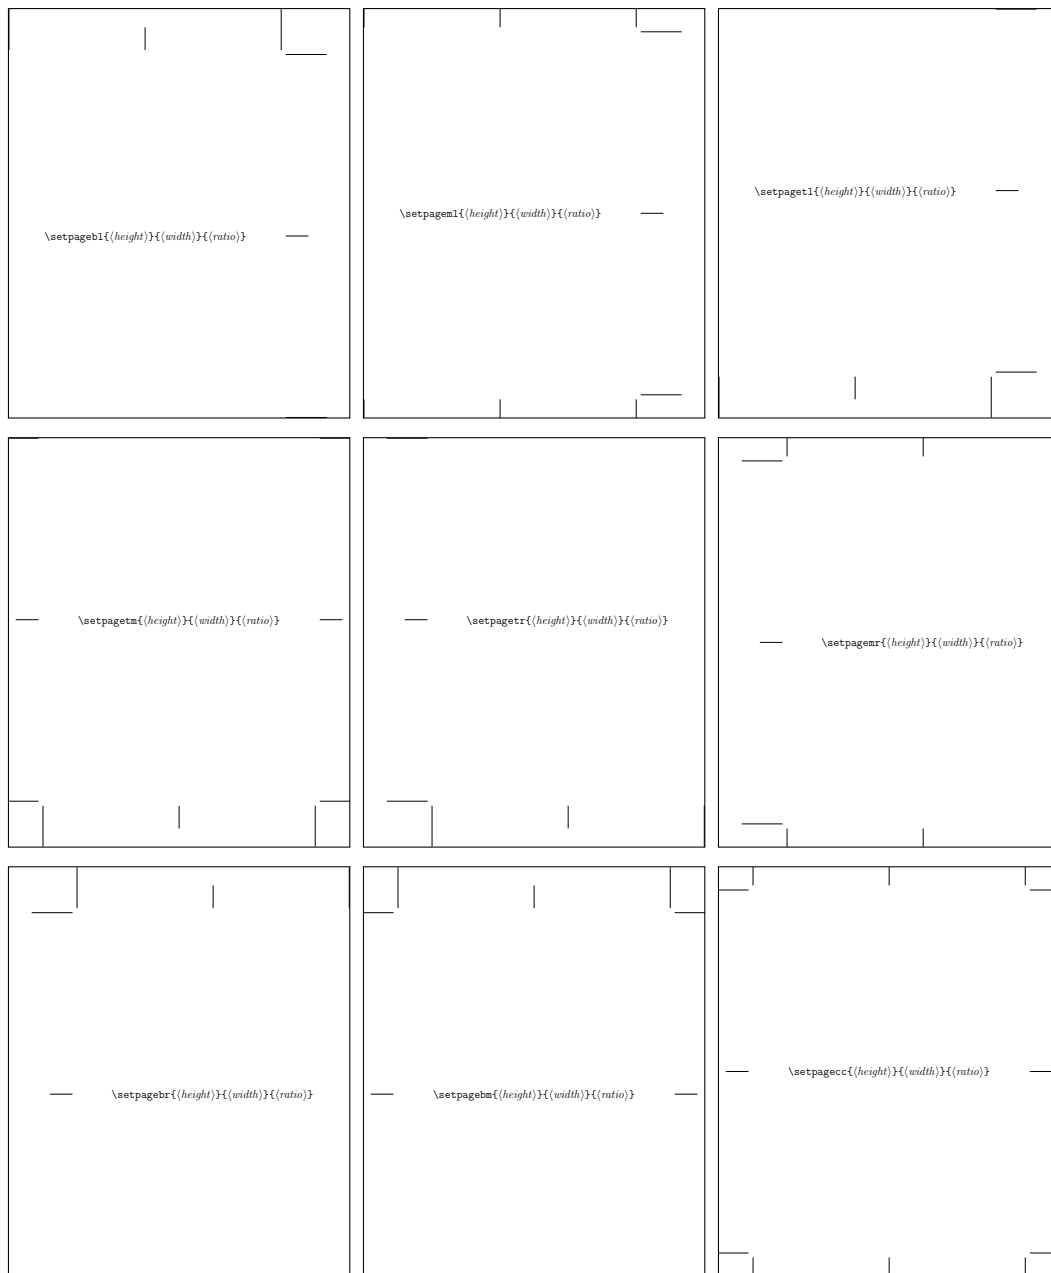 \setpagebl{⟨height⟩}{⟨width⟩}{⟨ratio⟩}
\setpageml{⟨height⟩}{⟨width⟩}{⟨ratio⟩}
\setpagetl{⟨height⟩}{⟨width⟩}{⟨ratio⟩}
\setpagetm{⟨height⟩}{⟨width⟩}{⟨ratio⟩}
\setpagetr{⟨height⟩}{⟨width⟩}{⟨ratio⟩}
\setpagemr{⟨height⟩}{⟨width⟩}{⟨ratio⟩}
\setpagebr{⟨height⟩}{⟨width⟩}{⟨ratio⟩}
\setpagebm{⟨height⟩}{⟨width⟩}{⟨ratio⟩}
\setpagecc{⟨height⟩}{⟨width⟩}{⟨ratio⟩}